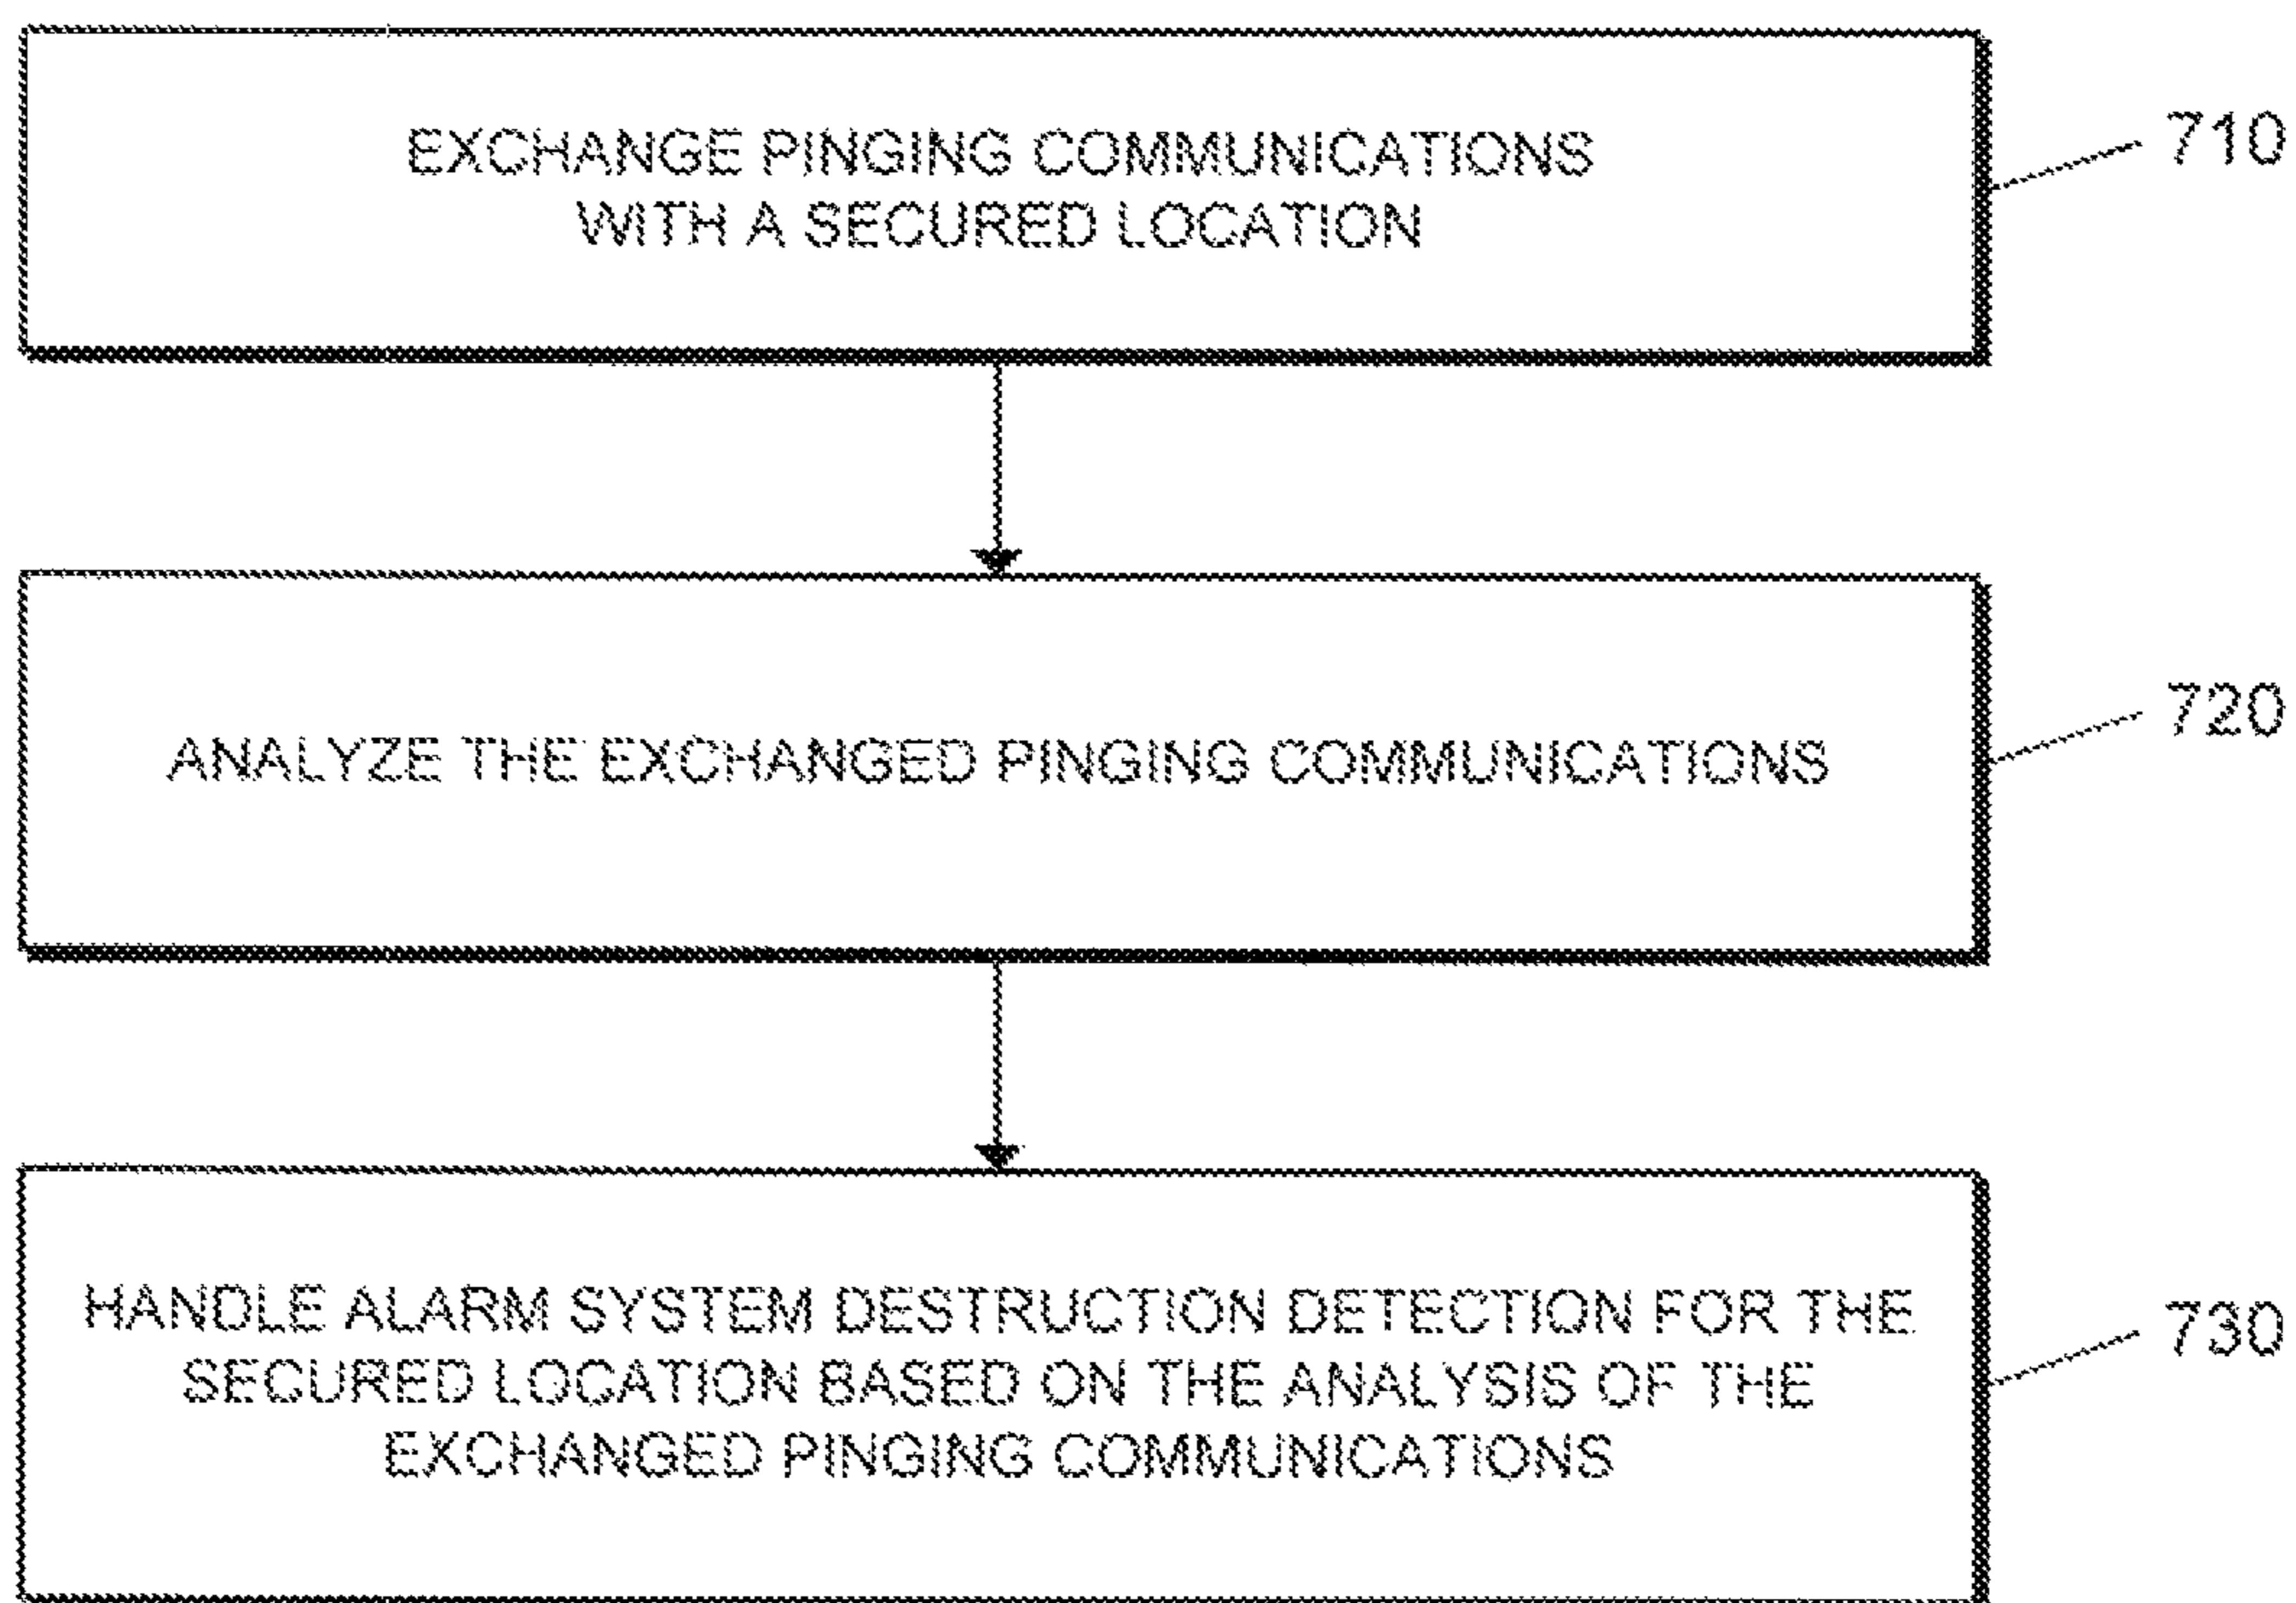 EXCHANGE PINGING COMMUNICATIONS
WITH A SECURED LOCATION
710
ANALYZE THE EXCHANGED PINGING COMMUNICATIONS
720
HANDLE ALARM SYSTEM DESTRUCTION DETECTION FOR THE
SECURED LOCATION BASED ON THE ANALYSIS OF THE
EXCHANGED PINGING COMMUNICATIONS
730